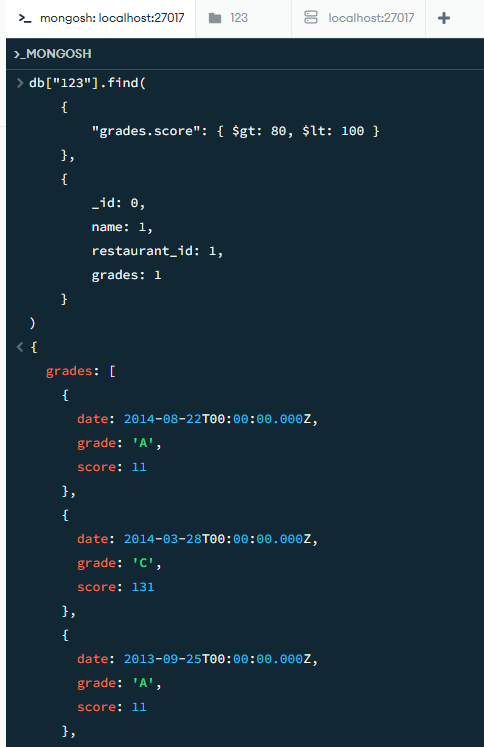 >_ mongosh: localhost:27017 123 localhost:27017 +
>_MONGOSH
> db["123"].find(
{
"grades.score": { $gt: 80, $lt: 100 }
},
{
_id: 0,
name: 1,
restaurant_id: 1,
grades: 1
}
)
< {
grades: [
{
date: 2014-08-22T00:00:00.000Z,
grade: 'A',
score: 11
},
{
date: 2014-03-28T00:00:00.000Z,
grade: 'C',
score: 131
},
{
date: 2013-09-25T00:00:00.000Z,
grade: 'A',
score: 11
},